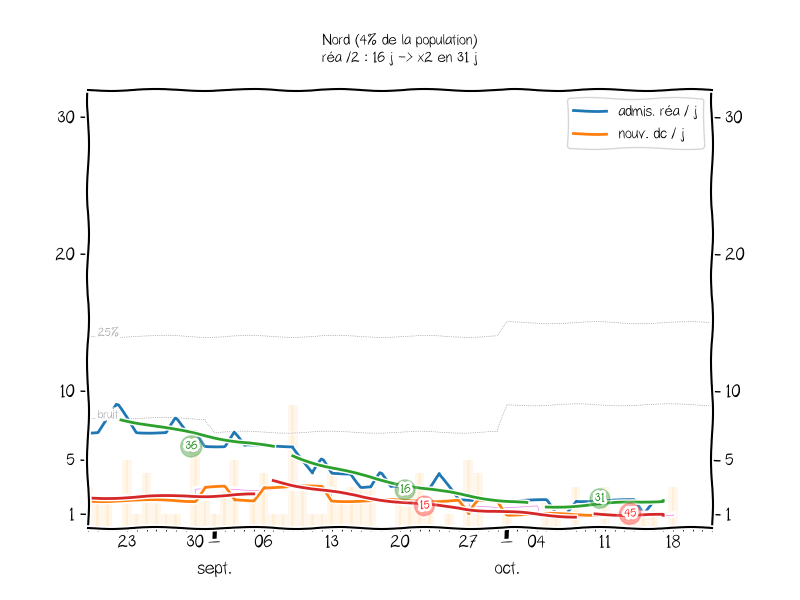 Nord (4% de la population)
réa /2 : 16 j -> x2 en 31 j
admis. réa / j
nouv. dc / j
30
30
20
20
25%
10
10
bruit
36
5
5
16
15
31
45
1
1
23 30 06 13 20 27 04 11 18
sept. oct.